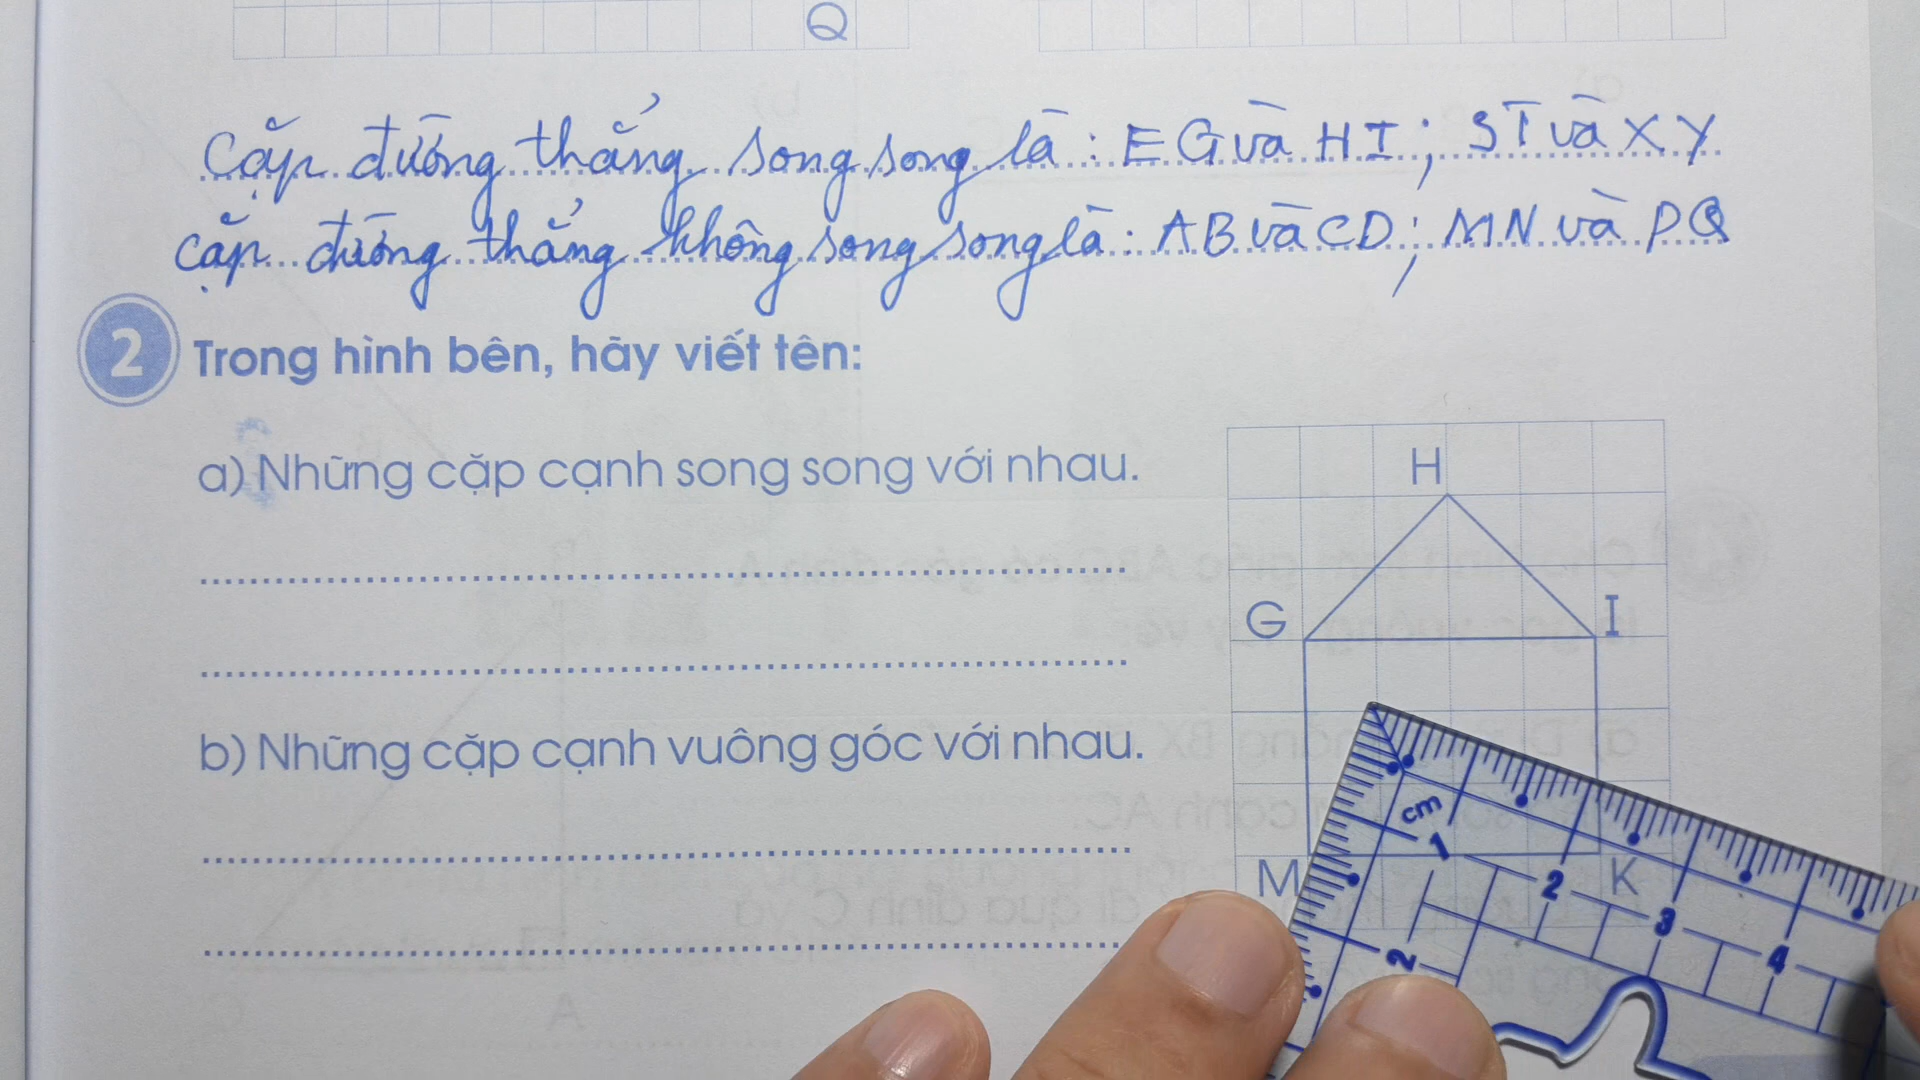 Q
Cặp đường thẳng song song là: EG và HI; ST và XY
Cặp đường thẳng không song song là: AB và CD; MN và PQ
2 Trong hình bên, hãy viết tên:
a) Những cặp cạnh song song với nhau.
H
G I
b) Những cặp cạnh vuông góc với nhau.
M K
cm
1 2 3 4
2